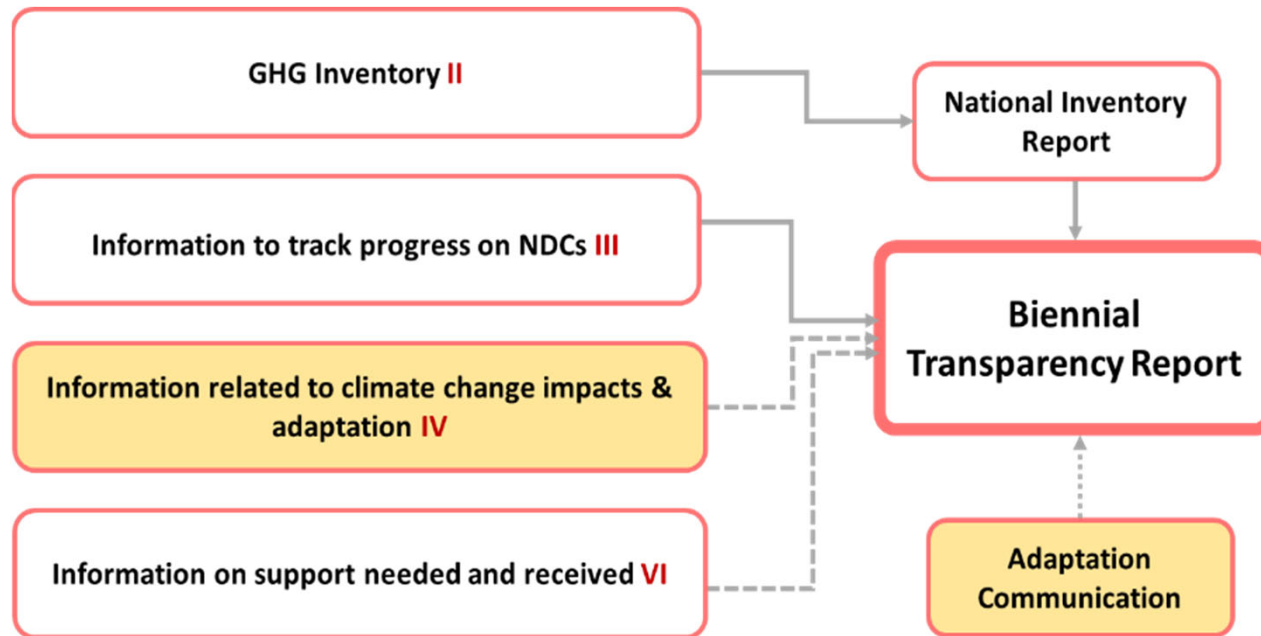 GHG Inventory II
National Inventory
Report
Information to track progress on NDCs III
Biennial
Transparency Report
Information related to climate change impacts &
adaptation IV
Information on support needed and received VI
Adaptation
Communication